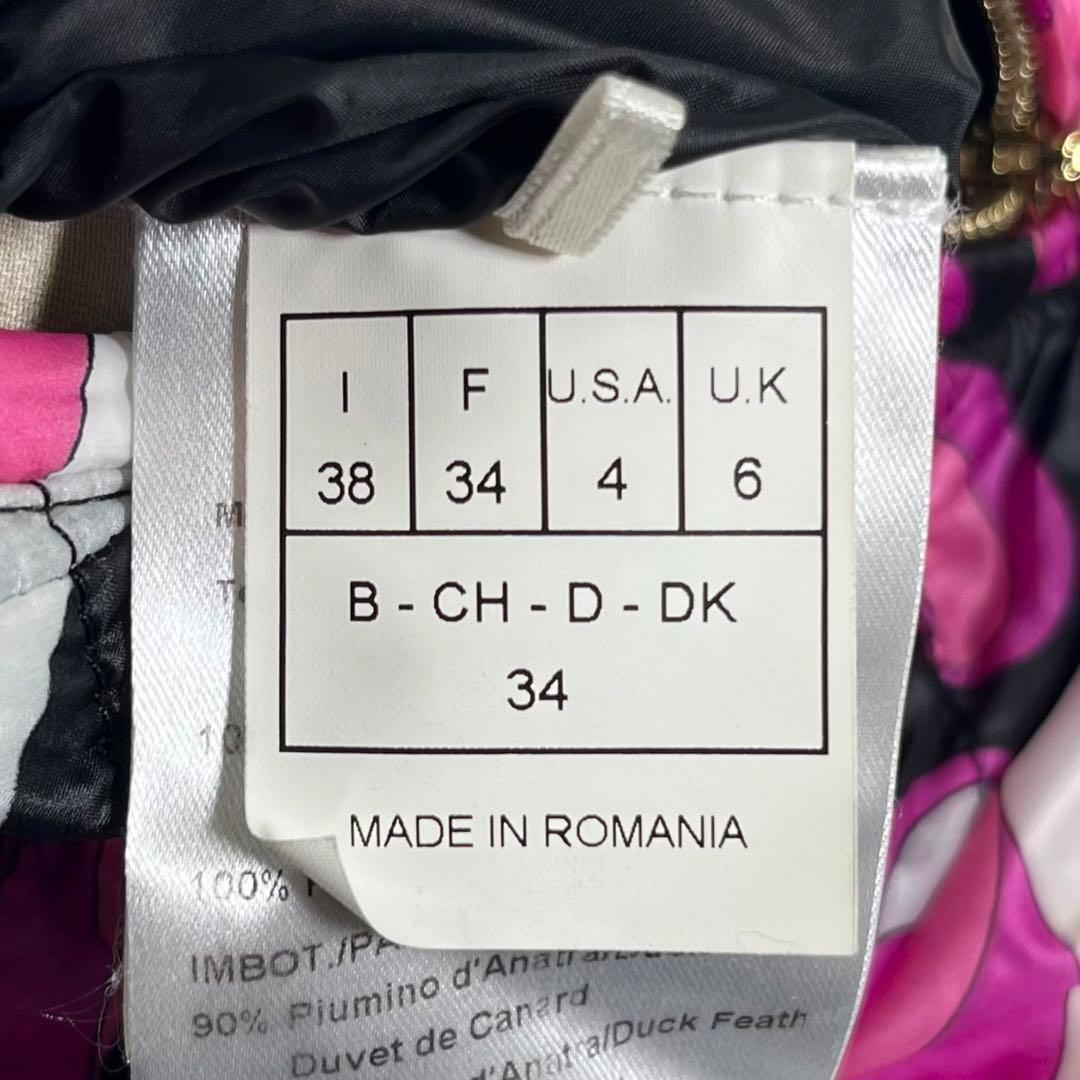 I F U.S.A. U.K
38 34 4 6
B - CH - D - DK
34
MADE IN ROMANIA
100%
IMBOT./PA
90% Piumino d'Anatra/
Duvet de Canard
d'Anatra/Duck Feath